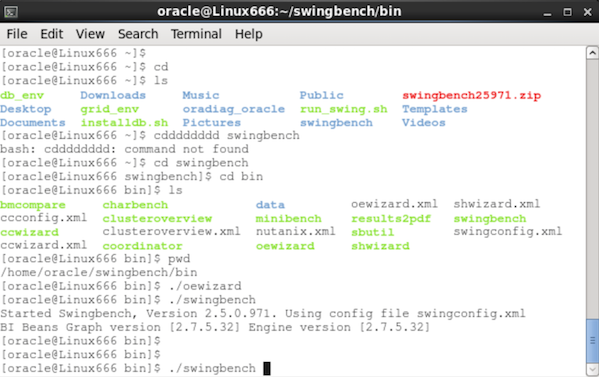 oracle@Linux666:~/swingbench/bin
File Edit View Search Terminal Help
[oracle@Linux666 ~]$
[oracle@Linux666 ~]$ cd
[oracle@Linux666 ~]$ ls
db_env Downloads Music Public swingbench25971.zip
Desktop grid_env oradiag_oracle run_swing.sh Templates
Documents installdb.sh Pictures swingbench Videos
[oracle@Linux666 ~]$ cddddddddd swingbench
bash: cddddddddd: command not found
[oracle@Linux666 ~]$ cd swingbench
[oracle@Linux666 swingbench]$ cd bin
[oracle@Linux666 bin]$ ls
bmcompare charbench data oewizard.xml shwizard.xml
ccconfig.xml clusteroverview minibench results2pdf swingbench
ccwizard clusteroverview.xml nutanix.xml sbutil swingconfig.xml
ccwizard.xml coordinator oewizard shwizard
[oracle@Linux666 bin]$ pwd
/home/oracle/swingbench/bin
[oracle@Linux666 bin]$ ./oewizard
[oracle@Linux666 bin]$ ./swingbench
Started Swingbench, Version 2.5.0.971. Using config file swingconfig.xml
BI Beans Graph version [2.7.5.32] Engine version [2.7.5.32]
[oracle@Linux666 bin]$
[oracle@Linux666 bin]$
[oracle@Linux666 bin]$ ./swingbench